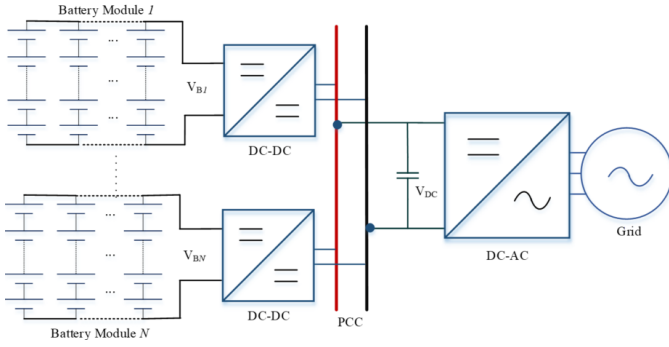 Battery Module 1
...
V_B1
...
DC-DC
V_DC
...
V_BN
...
DC-DC
PCC
DC-AC
Grid
Battery Module N